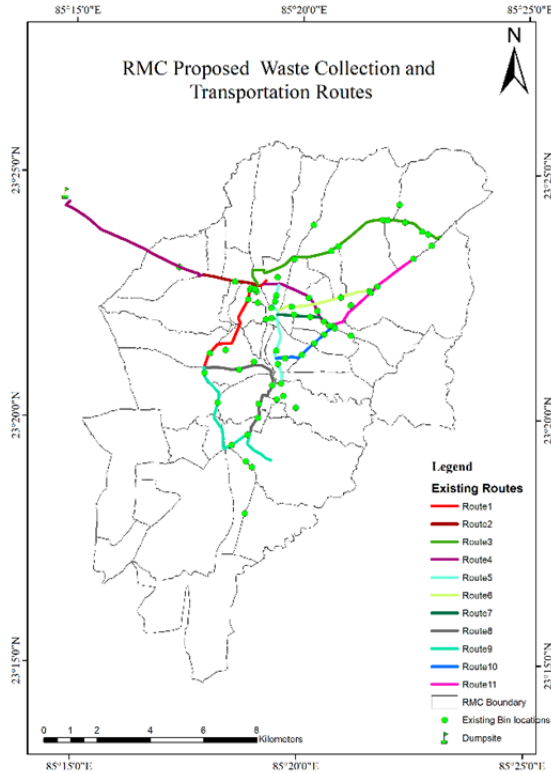 85°15'0"E 85°20'0"E 85°25'0"E
N
RMC Proposed Waste Collection and
Transportation Routes
23°25'0"N 23°25'0"N
23°20'0"N 23°20'0"N
Legend
Existing Routes
Route1
Route2
Route3
Route4
Route5
Route6
Route7
Route8
Route9
Route10
Route11
RMC Boundary
Existing Bin locations
Dumpsite
23°15'0"N 23°15'0"N
0 1 2 4 6 8
Kilometers
85°15'0"E 85°20'0"E 85°25'0"E